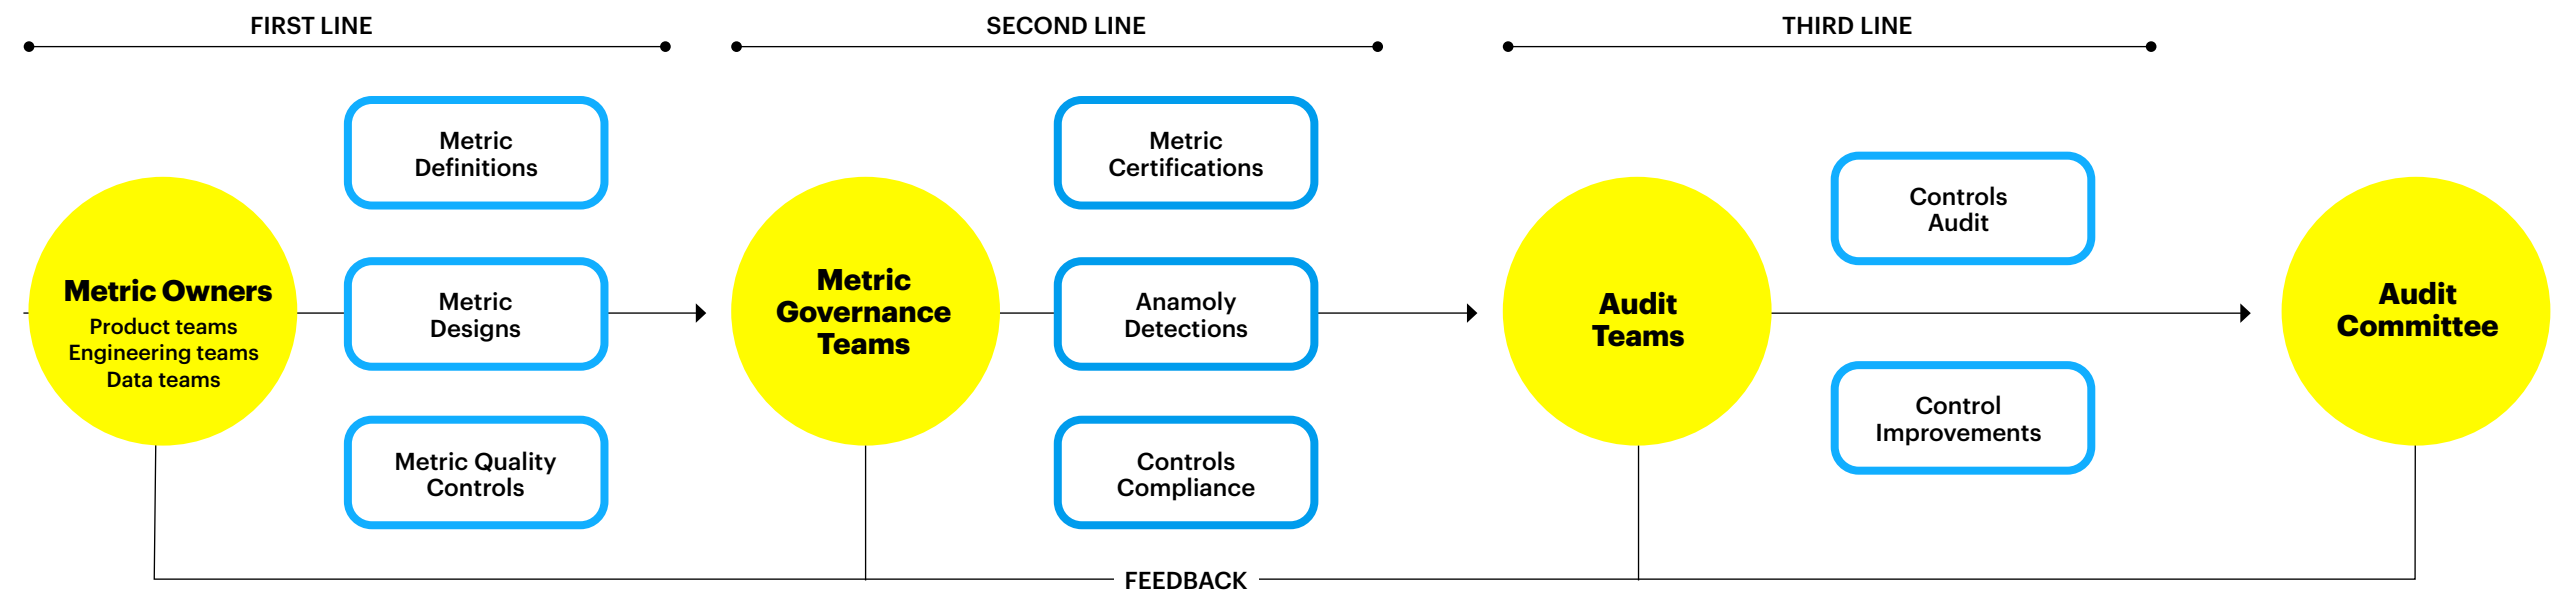 FIRST LINE
SECOND LINE
THIRD LINE
Metric Owners
Product teams
Engineering teams
Data teams
Metric
Definitions
Metric
Designs
Metric Quality
Controls
Metric
Governance
Teams
Metric
Certifications
Anamoly
Detections
Controls
Compliance
Audit
Teams
Controls
Audit
Control
Improvements
Audit
Committee
FEEDBACK